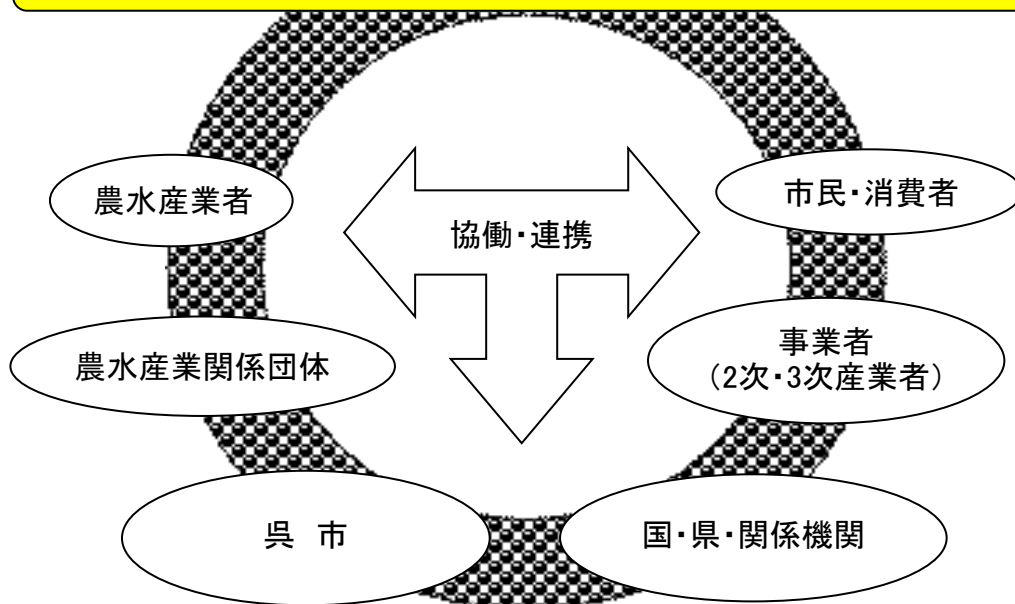 農水産業者
市民・消費者
協働・連携
農水産業関係団体
事業者
(2次・3次産業者)
呉 市
国・県・関係機関